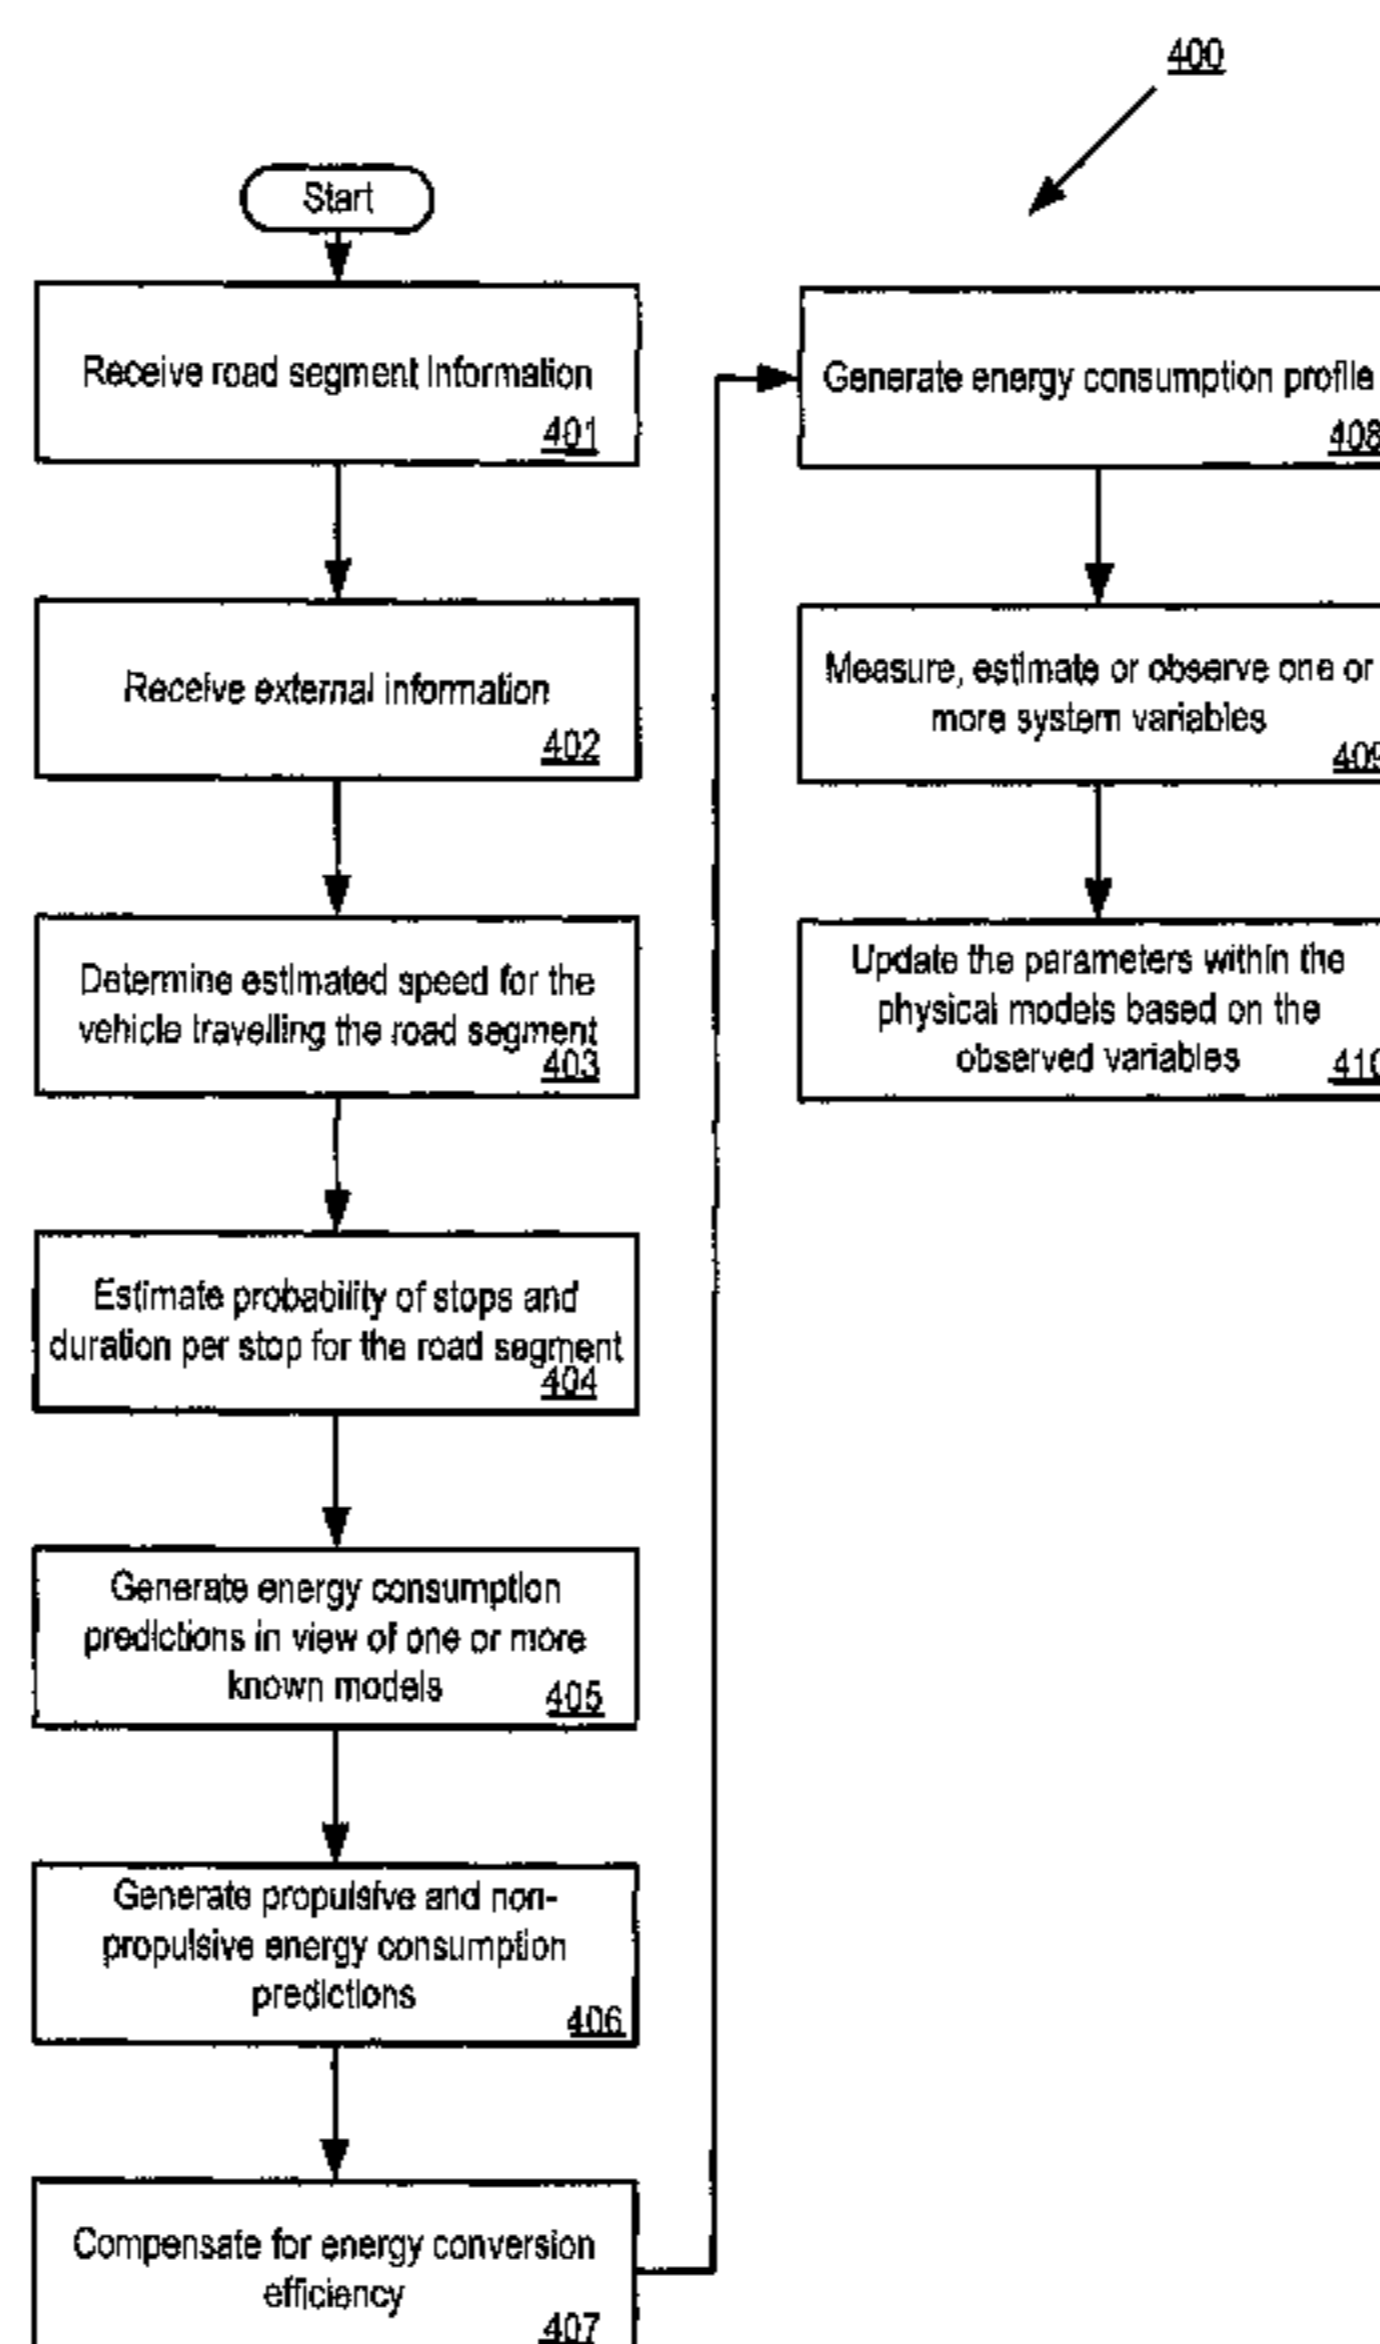 400
Start
Receive road segment Information
401
Receive external information
402
Determine estimated speed for the
vehicle travelling the road segment
403
Estimate probability of stops and
duration per stop for the road segment
404
Generate energy consumption
predictions in view of one or more
known models
405
Generate propulsive and non-
propulsive energy consumption
predictions
406
Compensate for energy conversion
efficiency
407
Generate energy consumption profile
408
Measure, estimate or observe one or
more system variables
409
Update the parameters within the
physical models based on the
observed variables
410